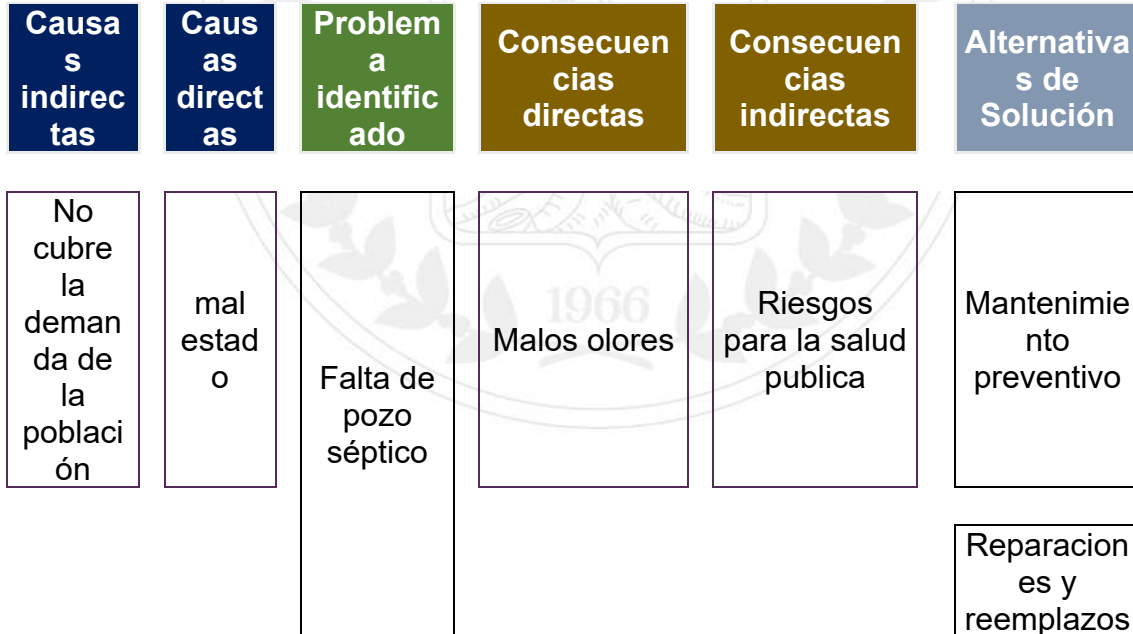 Causa
s
indirec
tas
Caus
as
direct
as
Problem
a
identific
ado
Consecuen
cias
directas
Consecuen
cias
indirectas
Alternativa
s de
Solución
No
cubre
la
deman
da de
la
poblaci
ón
mal
estad
o
Falta de
pozo
séptico
Malos olores
Riesgos
para la salud
publica
Mantenimie
nto
preventivo
Reparacion
es y
reemplazos
1966